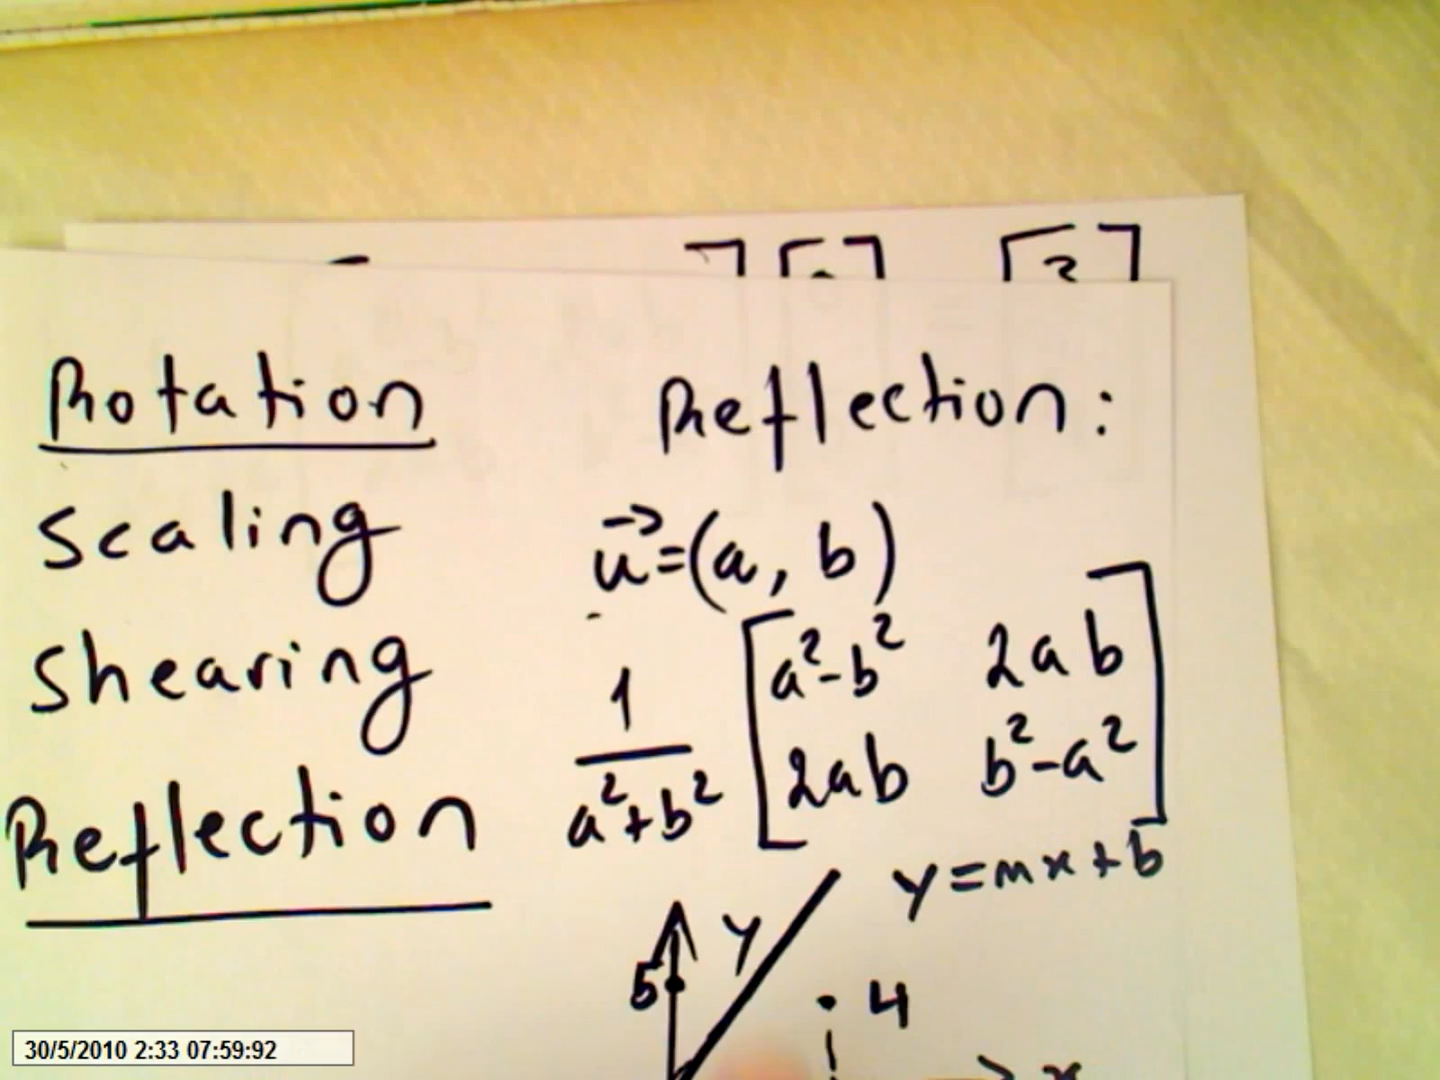 3
Rotation
Scaling
Shearing
Reflection
Reflection:
u⃗=(a, b)
1/(a²+b²) [a²-b² 2ab
2ab b²-a²]
y=mx+b
y
5
4
x
30/5/2010 2:33 07:59:92